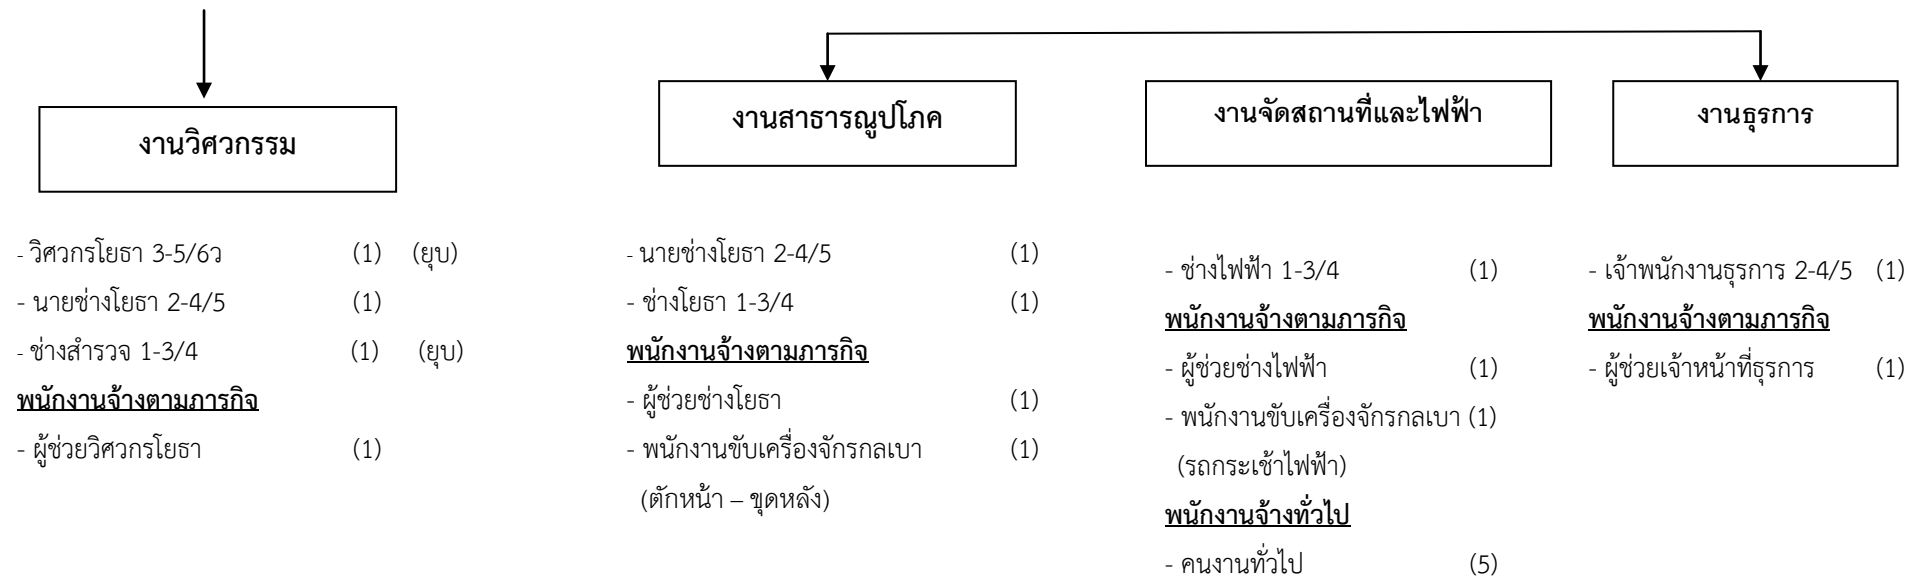 งานวิศวกรรม
- วิศวกรโยธา 3-5/6ว (1) (ยุบ)
- นายช่างโยธา 2-4/5 (1)
- ช่างสำรวจ 1-3/4 (1) (ยุบ)
พนักงานจ้างตามภารกิจ
- ผู้ช่วยวิศวกรโยธา (1)
งานสาธารณูปโภค
- นายช่างโยธา 2-4/5 (1)
- ช่างโยธา 1-3/4 (1)
พนักงานจ้างตามภารกิจ
- ผู้ช่วยช่างโยธา (1)
- พนักงานขับเครื่องจักรกลเบา (1)
(ตักหน้า – ขุดหลัง)
งานจัดสถานที่และไฟฟ้า
- ช่างไฟฟ้า 1-3/4 (1)
พนักงานจ้างตามภารกิจ
- ผู้ช่วยช่างไฟฟ้า (1)
- พนักงานขับเครื่องจักรกลเบา (1)
(รถกระเช้าไฟฟ้า)
พนักงานจ้างทั่วไป
- คนงานทั่วไป (5)
งานธุรการ
- เจ้าพนักงานธุรการ 2-4/5 (1)
พนักงานจ้างตามภารกิจ
- ผู้ช่วยเจ้าหน้าที่ธุรการ (1)